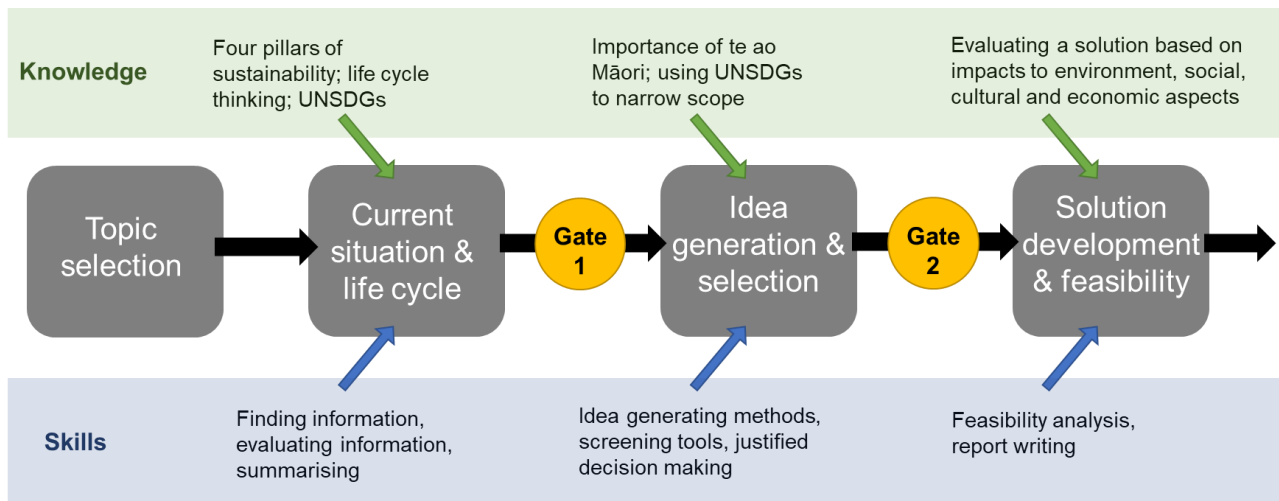 Knowledge
Four pillars of
sustainability; life cycle
thinking; UNSDGs
Importance of te ao
Māori; using UNSDGs
to narrow scope
Evaluating a solution based on
impacts to environment, social,
cultural and economic aspects
Topic
selection
Current
situation &
life cycle
Gate
1
Idea
generation &
selection
Gate
2
Solution
development
& feasibility
Skills
Finding information,
evaluating information,
summarising
Idea generating methods,
screening tools, justified
decision making
Feasibility analysis,
report writing